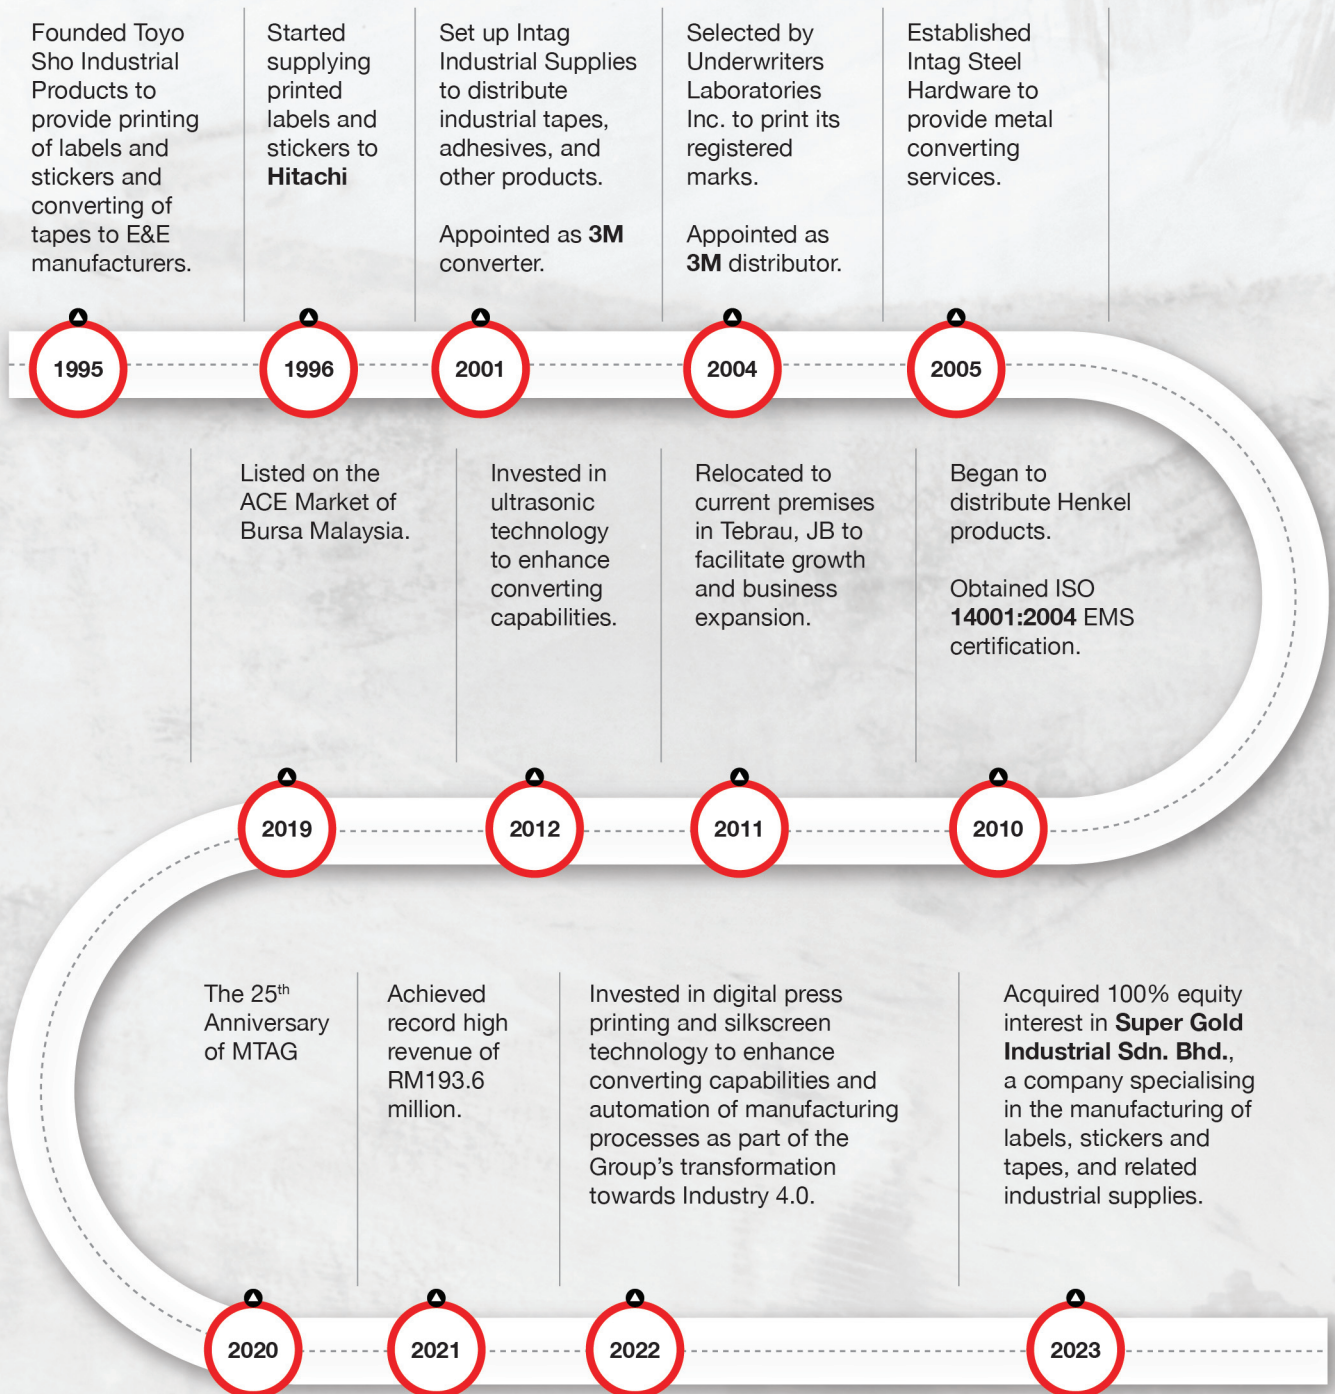 Founded Toyo
Sho Industrial
Products to
provide printing
of labels and
stickers and
converting of
tapes to E&E
manufacturers.
1995
Started
supplying
printed
labels and
stickers to
Hitachi
1996
Set up Intag
Industrial Supplies
to distribute
industrial tapes,
adhesives, and
other products.
Appointed as 3M
converter.
2001
Selected by
Underwriters
Laboratories
Inc. to print its
registered
marks.
Appointed as
3M distributor.
2004
Established
Intag Steel
Hardware to
provide metal
converting
services.
2005
Began to
distribute Henkel
products.
Obtained ISO
14001:2004 EMS
certification.
2010
Relocated to
current premises
in Tebrau, JB to
facilitate growth
and business
expansion.
2011
Invested in
ultrasonic
technology
to enhance
converting
capabilities.
2012
Listed on the
ACE Market of
Bursa Malaysia.
2019
The 25th
Anniversary
of MTAG
2020
Achieved
record high
revenue of
RM193.6
million.
2021
Invested in digital press
printing and silkscreen
technology to enhance
converting capabilities and
automation of manufacturing
processes as part of the
Group's transformation
towards Industry 4.0.
2022
Acquired 100% equity
interest in Super Gold
Industrial Sdn. Bhd.,
a company specialising
in the manufacturing of
labels, stickers and
tapes, and related
industrial supplies.
2023